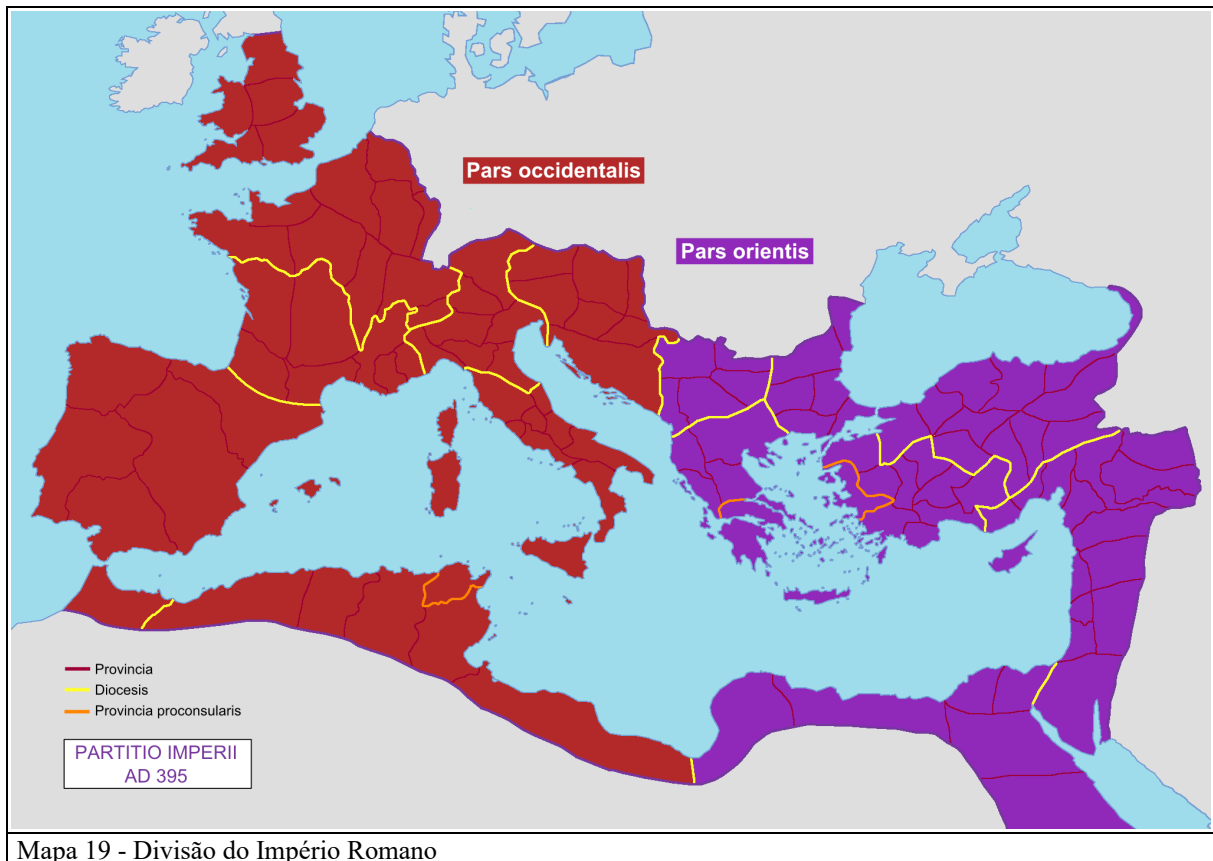 Pars occidentalis
Pars orientis
Provincia
Diocesis
Provincia proconsularis
PARTITIO IMPERII
AD 395
Mapa 19 - Divisão do Império Romano